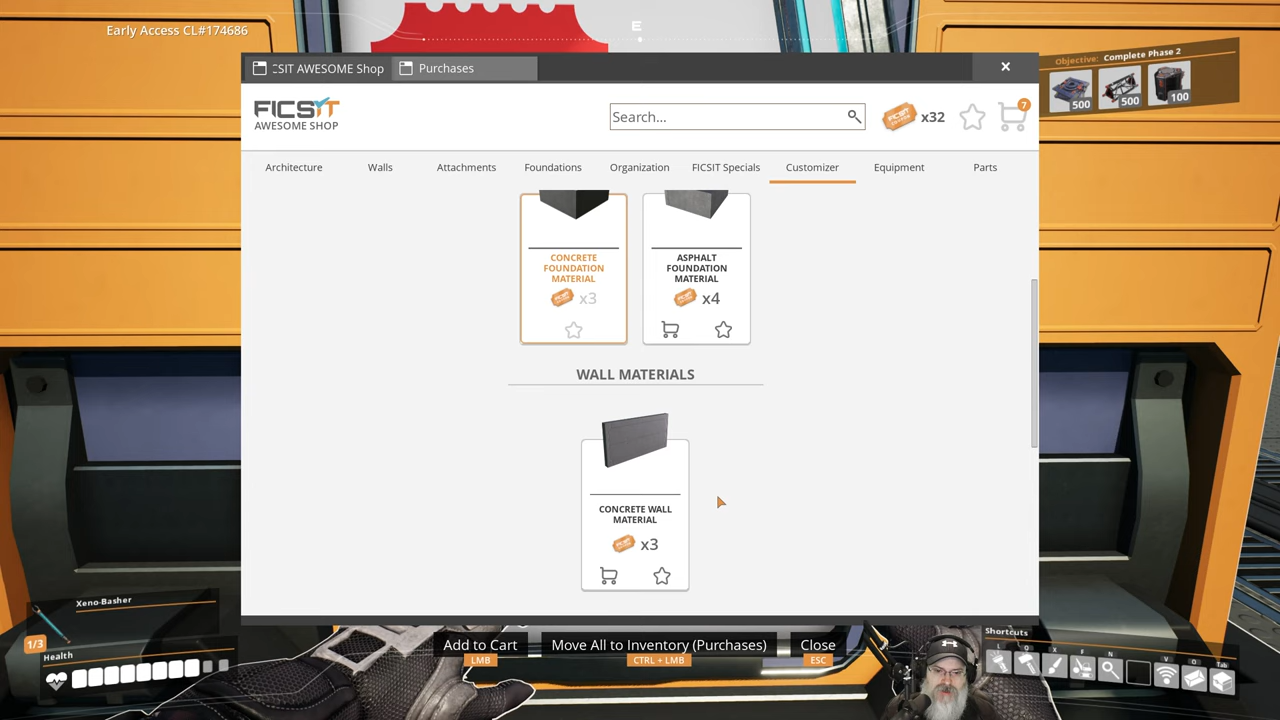 Early Access CL#174686
E
Objective: Complete Phase 2
500
500
100
CSIT AWESOME Shop
Purchases
×
FICSIT
AWESOME SHOP
Search...
x32
7
Architecture
Walls
Attachments
Foundations
Organization
FICSIT Specials
Customizer
Equipment
Parts
CONCRETE
FOUNDATION
MATERIAL
x3
ASPHALT
FOUNDATION
MATERIAL
x4
WALL MATERIALS
CONCRETE WALL
MATERIAL
x3
Xeno-Basher
1/3
Health
Add to Cart
LMB
Move All to Inventory (Purchases)
CTRL + LMB
Close
ESC
Shortcuts
L
Q
X
F
N
V
O
Tab